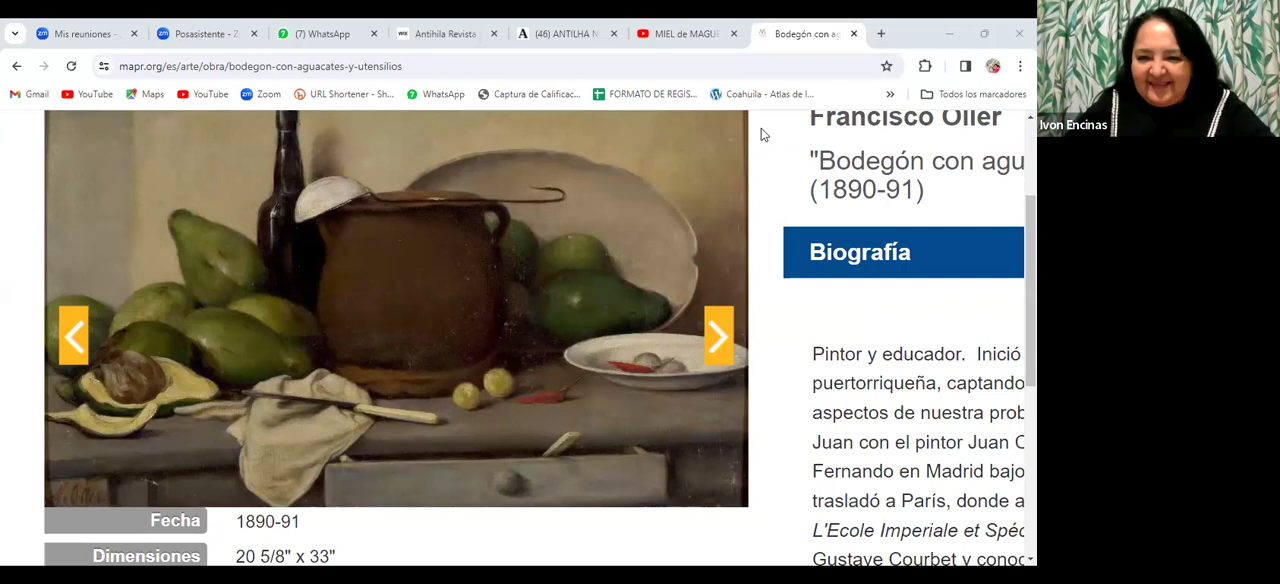 Mis reuniones -
Posasistente - Z
(7) WhatsApp
WIX Antihila Revista
A (46) ANTILHA N
MIEL de MAGUE
Bodegón con ag
mapr.org/es/arte/obra/bodegon-con-aguacates-y-utensilios
Gmail
YouTube
Maps
YouTube
zm Zoom
URL Shortener - Sh...
WhatsApp
Captura de Calificac...
FORMATO DE REGIS...
Coahuila - Atlas de l...
»
Todos los marcadores
Ivon Encinas
Francisco Oller
"Bodegón con agu
(1890-91)
Biografía
Pintor y educador. Inició
puertorriqueña, captando
aspectos de nuestra prob
Juan con el pintor Juan C
Fernando en Madrid bajo
trasladó a París, donde a
L'Ecole Imperiale et Spéc
Gustave Courbet y conoc
Fecha 1890-91
Dimensiones 20 5/8" x 33"